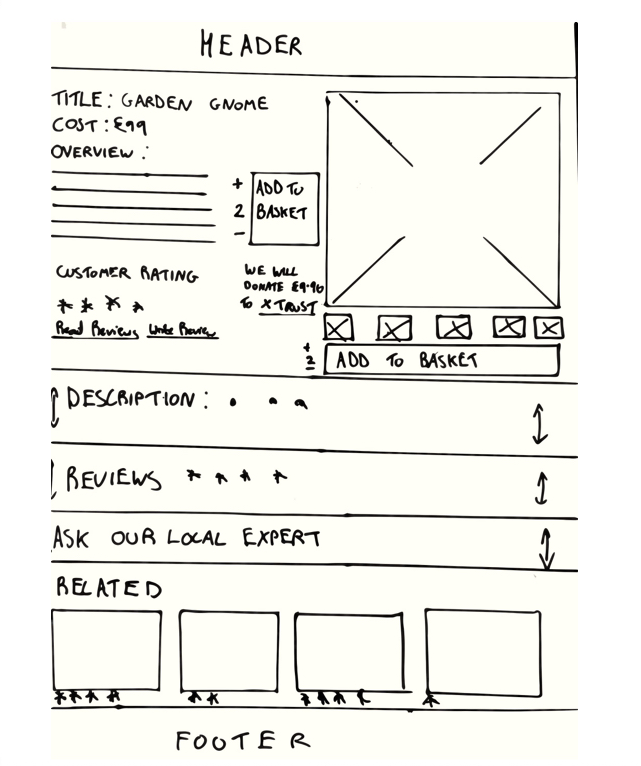 HEADER
TITLE: GARDEN GNOME
COST: £99
OVERVIEW:
+
2
-
ADD TO
BASKET
CUSTOMER RATING
WE WILL
DONATE £9.90
TO X TRUST
Read Reviews Write Review
+
2
ADD TO BASKET
DESCRIPTION:
REVIEWS
ASK OUR LOCAL EXPERT
RELATED
FOOTER